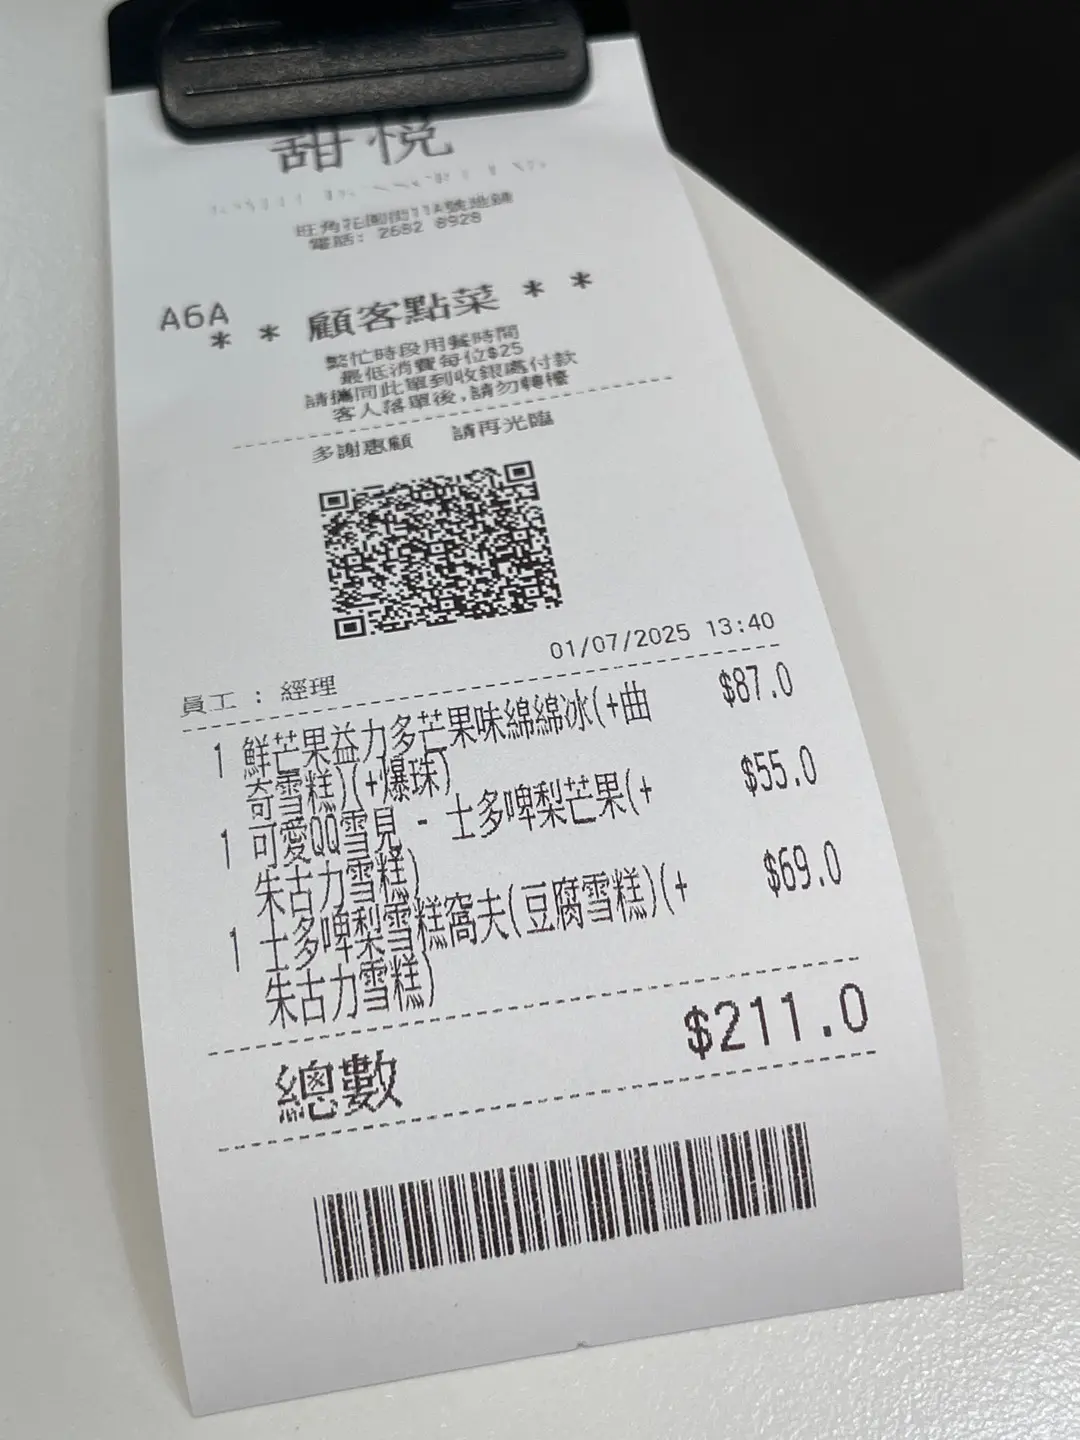 甜悅
旺角花園街11A號地舖
電話: 2682 8928
A6A
* * 顧客點菜 * *
繁忙時段用餐時間
最低消費每位$25
請攜同此單到收銀處付款
客人落單後,請勿轉檯
多謝惠顧 請再光臨
01/07/2025 13:40
員工 : 經理
1 鮮芒果益力多芒果味綿綿冰(+曲 $87.0
奇雪糕)(+爆珠)
1 可愛QQ雪見 - 士多啤梨芒果(+ $55.0
朱古力雪糕)
1 士多啤梨雪糕窩夫(豆腐雪糕)(+ $69.0
朱古力雪糕)
總數 $211.0